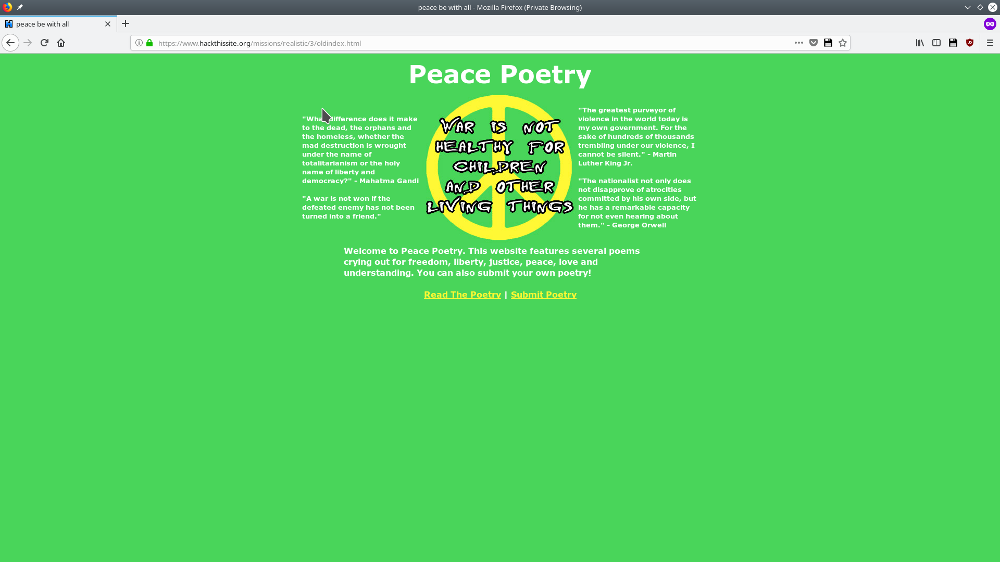 peace be with all - Mozilla Firefox (Private Browsing)
peace be with all
https://www.hackthissite.org/missions/realistic/3/oldindex.html
Peace Poetry
"What difference does it make
to the dead, the orphans and
the homeless, whether the
mad destruction is wrought
under the name of
totalitarianism or the holy
name of liberty and
democracy?" - Mahatma Gandi
"A war is not won if the
defeated enemy has not been
turned into a friend."
WAR IS NOT
HEALTHY FOR
CHILDREN
AND OTHER
LIVING THINGS
"The greatest purveyor of
violence in the world today is
my own government. For the
sake of hundreds of thousands
trembling under our violence, I
cannot be silent." - Martin
Luther King Jr.
"The nationalist not only does
not disapprove of atrocities
committed by his own side, but
he has a remarkable capacity
for not even hearing about
them." - George Orwell
Welcome to Peace Poetry. This website features several poems
crying out for freedom, liberty, justice, peace, love and
understanding. You can also submit your own poetry!
Read The Poetry | Submit Poetry